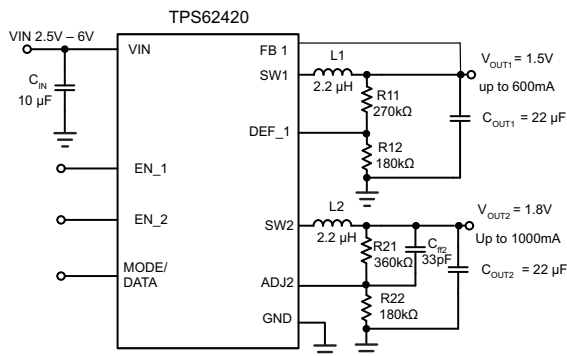 TPS62420
VIN 2.5V – 6V
VIN
FB 1
SW1
L1
2.2 µH
VOUT1 = 1.5V
up to 600mA
CIN
10 µF
R11
270kΩ
COUT1 = 22 µF
DEF_1
R12
180kΩ
EN_1
EN_2
SW2
L2
2.2 µH
VOUT2 = 1.8V
Up to 1000mA
R21
360kΩ
Cff2
33pF
COUT2 = 22 µF
MODE/
DATA
ADJ2
R22
180kΩ
GND